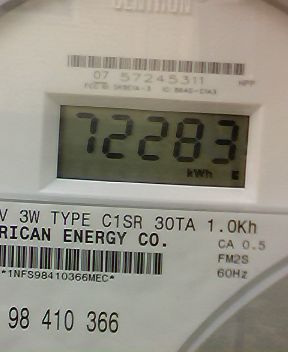 CENTRON
07 57245311
72283
kWh
V 3W TYPE C1SR 30TA 1.0Kh
RICAN ENERGY CO.
CA 0.5
FM2S
60Hz
*1NFS98410366MEC*
98 410 366